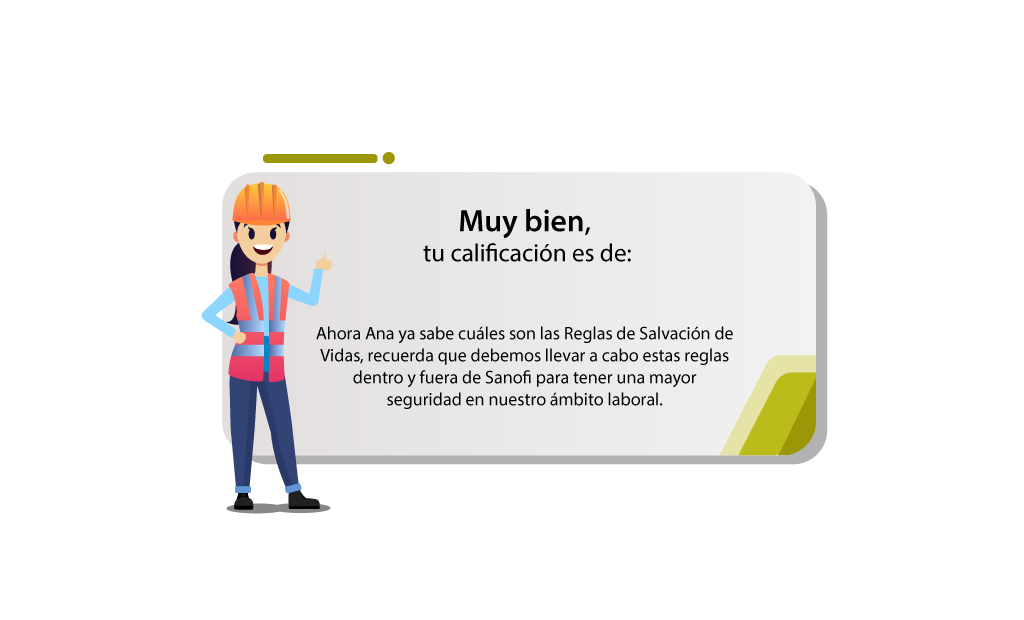 Muy bien,
tu calificación es de:
Ahora Ana ya sabe cuáles son las Reglas de Salvación de
Vidas, recuerda que debemos llevar a cabo estas reglas
dentro y fuera de Sanofi para tener una mayor
seguridad en nuestro ámbito laboral.